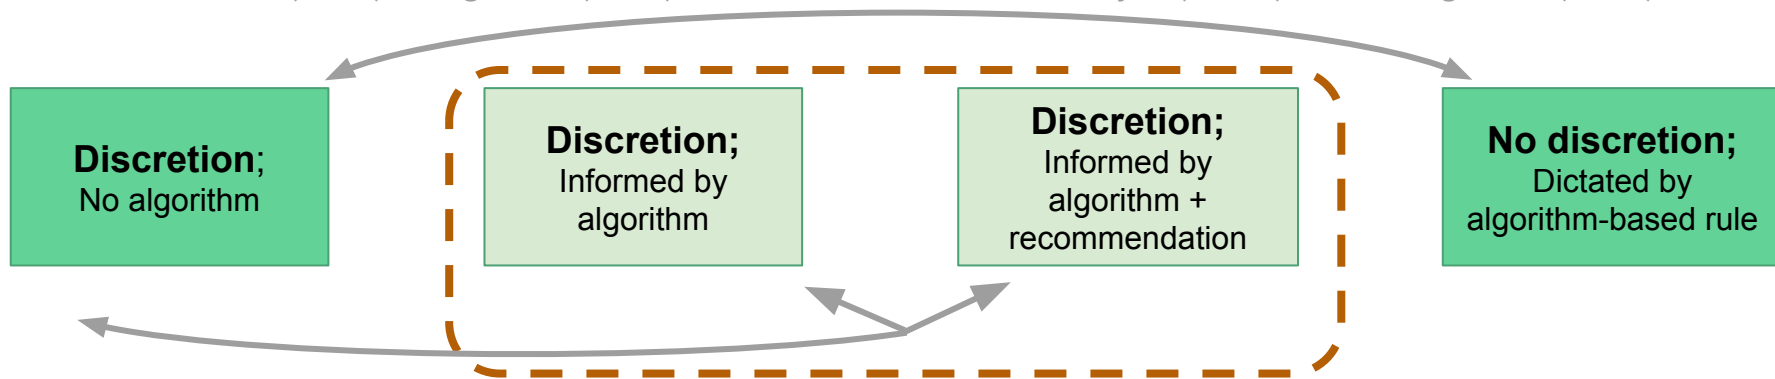 Discretion;
No algorithm
Discretion;
Informed by
algorithm
Discretion;
Informed by
algorithm +
recommendation
No discretion;
Dictated by
algorithm-based rule